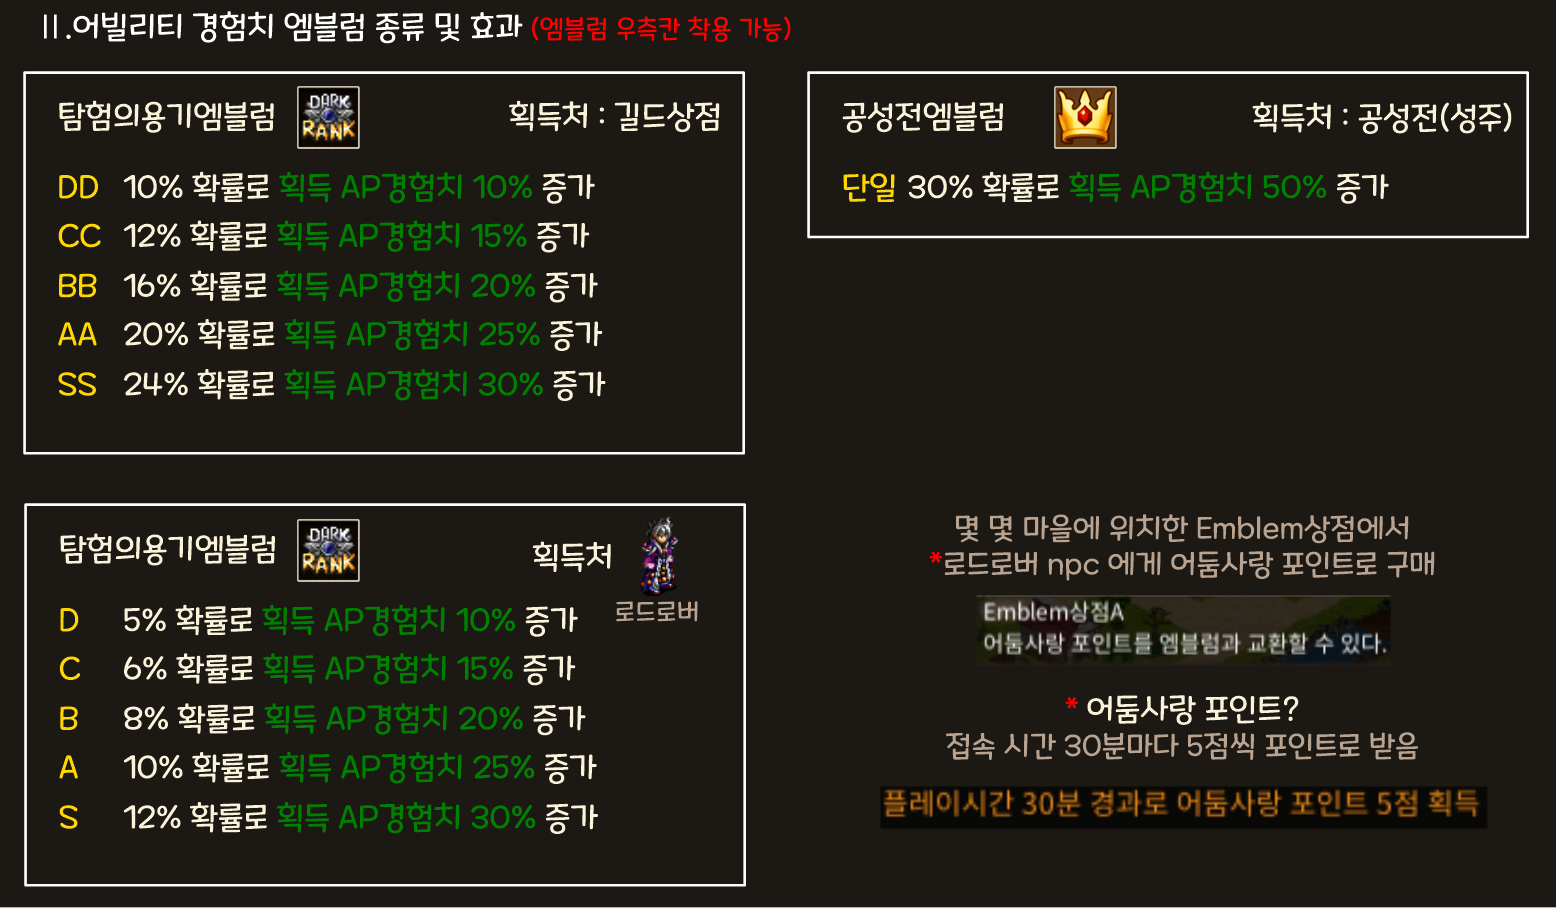 II.어빌리티 경험치 엠블럼 종류 및 효과 (엠블럼 우측칸 착용 가능)
탐험의용기엠블럼 DARK RANK 획득처 : 길드상점
DD 10% 확률로 획득 AP경험치 10% 증가
CC 12% 확률로 획득 AP경험치 15% 증가
BB 16% 확률로 획득 AP경험치 20% 증가
AA 20% 확률로 획득 AP경험치 25% 증가
SS 24% 확률로 획득 AP경험치 30% 증가
공성전엠블럼 획득처 : 공성전(성주)
단일 30% 확률로 획득 AP경험치 50% 증가
탐험의용기엠블럼 DARK RANK 획득처
로드로버
D 5% 확률로 획득 AP경험치 10% 증가
C 6% 확률로 획득 AP경험치 15% 증가
B 8% 확률로 획득 AP경험치 20% 증가
A 10% 확률로 획득 AP경험치 25% 증가
S 12% 확률로 획득 AP경험치 30% 증가
몇 몇 마을에 위치한 Emblem상점에서
*로드로버 npc 에게 어둠사랑 포인트로 구매
Emblem상점A
어둠사랑 포인트를 엠블럼과 교환할 수 있다.
* 어둠사랑 포인트?
접속 시간 30분마다 5점씩 포인트로 받음
플레이시간 30분 경과로 어둠사랑 포인트 5점 획득